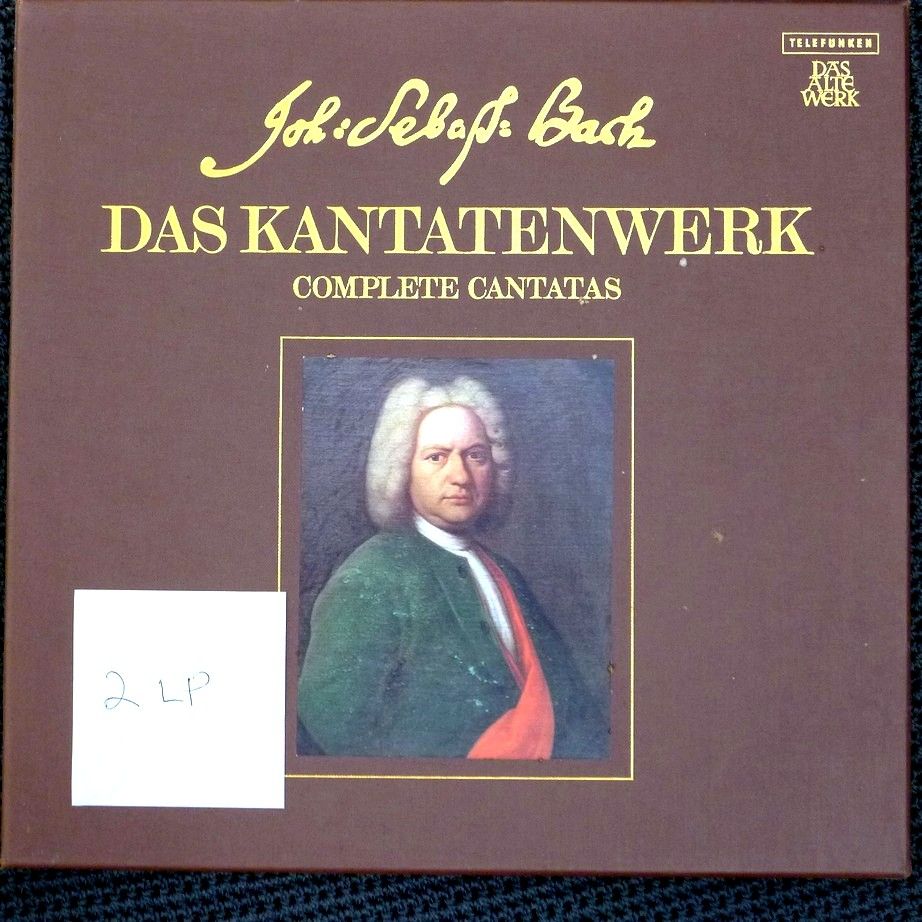 TELEFUNKEN
DAS
ALTE
WERK
Joh: Sebast: Bach
DAS KANTATENWERK
COMPLETE CANTATAS
2 LP